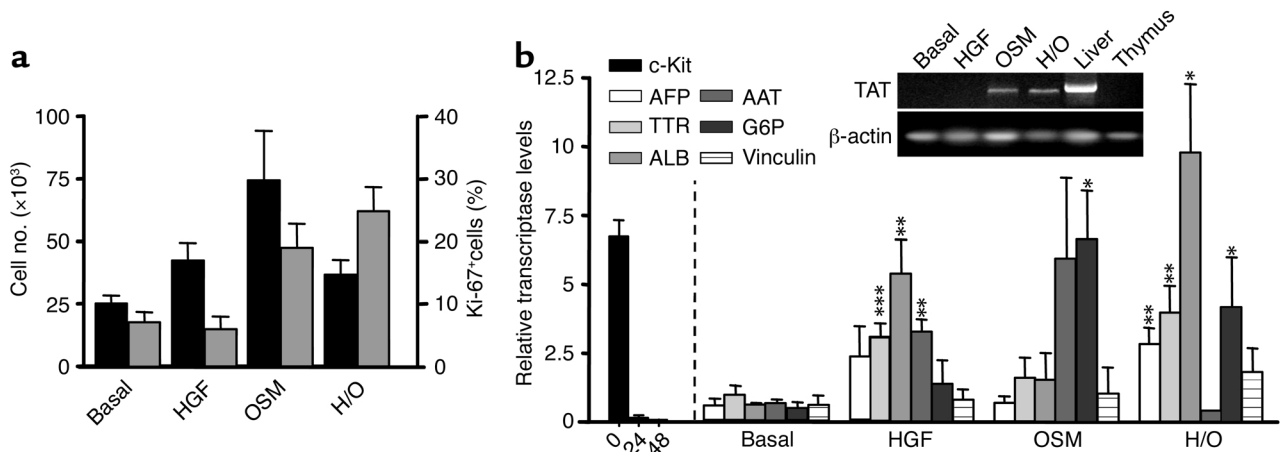 a
Cell no. (×10³)
100
75
50
25
0
Ki-67⁺cells (%)
40
30
20
10
0
Basal
HGF
OSM
H/O
b
Relative transcriptase levels
12.5
10
7.5
5
2.5
0
c-Kit
AFP
AAT
TTR
G6P
ALB
Vinculin
Basal
HGF
OSM
H/O
Liver
Thymus
TAT
β-actin
***
**
**
*
**
**
*
*
0
24
48
Basal
HGF
OSM
H/O